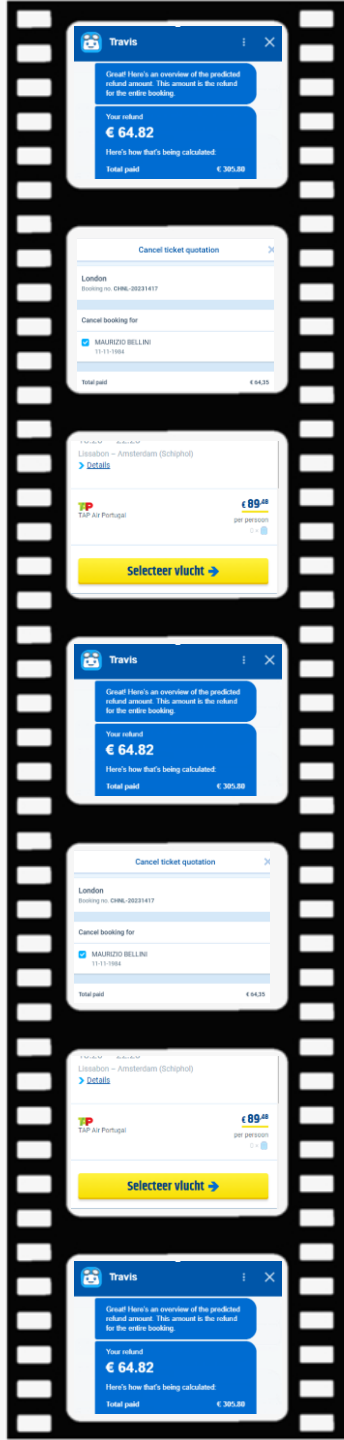 Travis
Great! Here's an overview of the predicted
refund amount. This amount is the refund
for the entire booking.
Your refund
€ 64.82
Here's how that's being calculated:
Total paid € 305.80
Cancel ticket quotation
London
Booking no. CHNL-20231417
Cancel booking for
MAURIZIO BELLINI
11-11-1984
Total paid € 64,35
Lissabon – Amsterdam (Schiphol)
Details
TAP
TAP Air Portugal
€ 89,48
per persoon
Selecteer vlucht
Travis
Great! Here's an overview of the predicted
refund amount. This amount is the refund
for the entire booking.
Your refund
€ 64.82
Here's how that's being calculated:
Total paid € 305.80
Cancel ticket quotation
London
Booking no. CHNL-20231417
Cancel booking for
MAURIZIO BELLINI
11-11-1984
Total paid € 64,35
Lissabon – Amsterdam (Schiphol)
Details
TAP
TAP Air Portugal
€ 89,48
per persoon
Selecteer vlucht
Travis
Great! Here's an overview of the predicted
refund amount. This amount is the refund
for the entire booking.
Your refund
€ 64.82
Here's how that's being calculated:
Total paid € 305.80